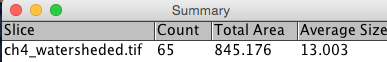 Summary
Slice Count Total Area Average Size
ch4_watersheded.tif 65 845.176 13.003